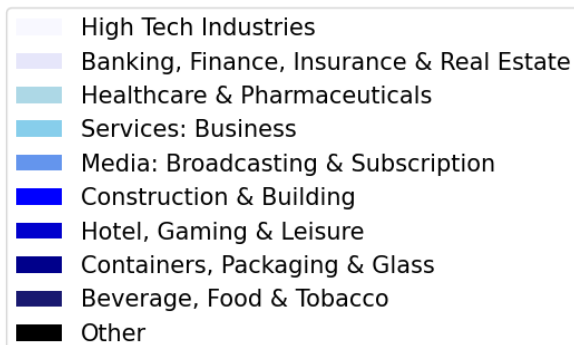 High Tech Industries
Banking, Finance, Insurance & Real Estate
Healthcare & Pharmaceuticals
Services: Business
Media: Broadcasting & Subscription
Construction & Building
Hotel, Gaming & Leisure
Containers, Packaging & Glass
Beverage, Food & Tobacco
Other